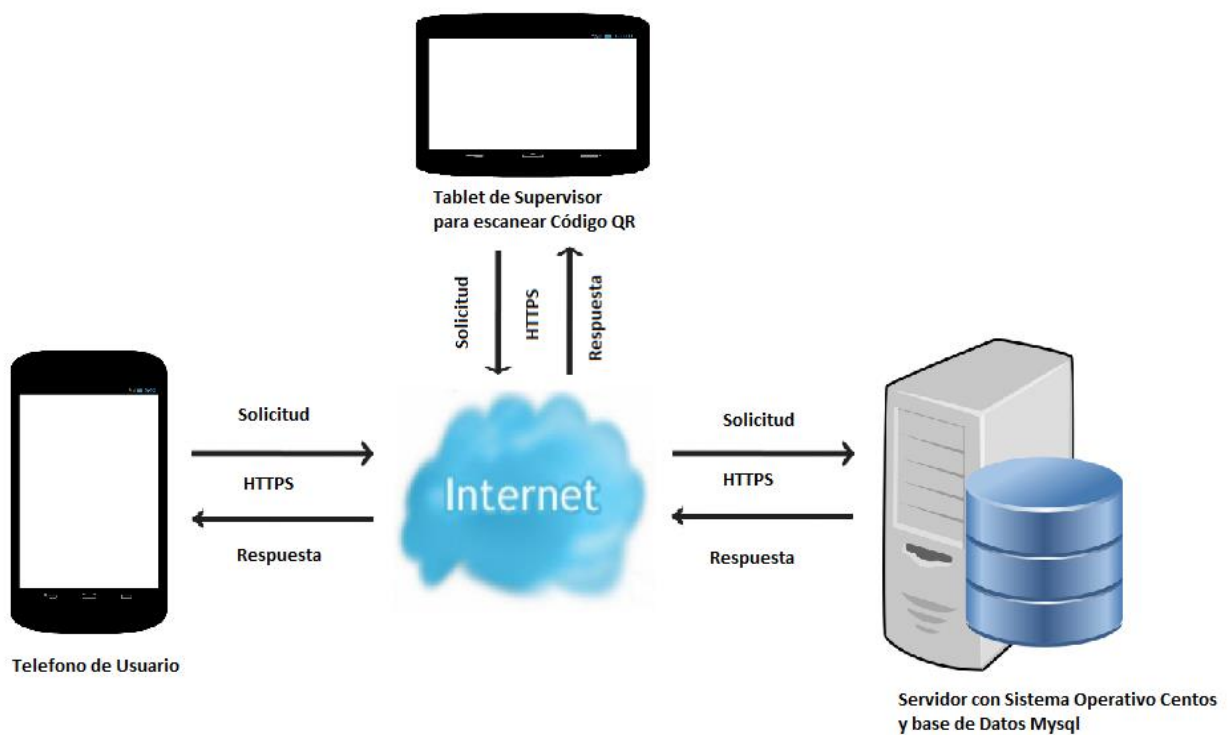 Tablet de Supervisor
para escanear Código QR
Solicitud
HTTPS
Respuesta
Solicitud
HTTPS
Respuesta
Internet
Solicitud
HTTPS
Respuesta
Telefono de Usuario
Servidor con Sistema Operativo Centos
y base de Datos Mysql